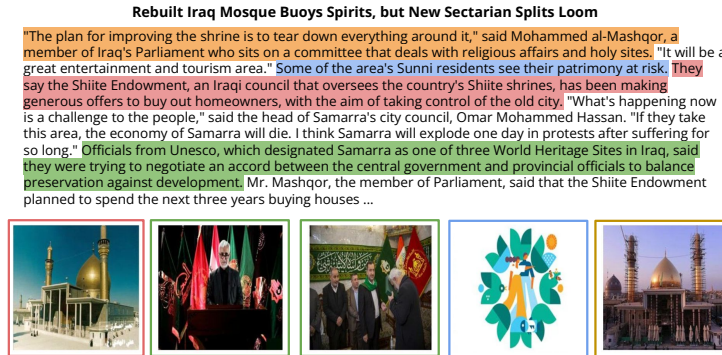 Rebuilt Iraq Mosque Buoys Spirits, but New Sectarian Splits Loom
"The plan for improving the shrine is to tear down everything around it," said Mohammed al-Mashqor, a
member of Iraq's Parliament who sits on a committee that deals with religious affairs and holy sites. "It will be a
great entertainment and tourism area." Some of the area's Sunni residents see their patrimony at risk. They
say the Shiite Endowment, an Iraqi council that oversees the country's Shiite shrines, has been making
generous offers to buy out homeowners, with the aim of taking control of the old city. "What's happening now
is a challenge to the people," said the head of Samarra's city council, Omar Mohammed Hassan. "If they take
this area, the economy of Samarra will die. I think Samarra will explode one day in protests after suffering for
so long." Officials from Unesco, which designated Samarra as one of three World Heritage Sites in Iraq, said
they were trying to negotiate an accord between the central government and provincial officials to balance
preservation against development. Mr. Mashqor, the member of Parliament, said that the Shiite Endowment
planned to spend the next three years buying houses ...